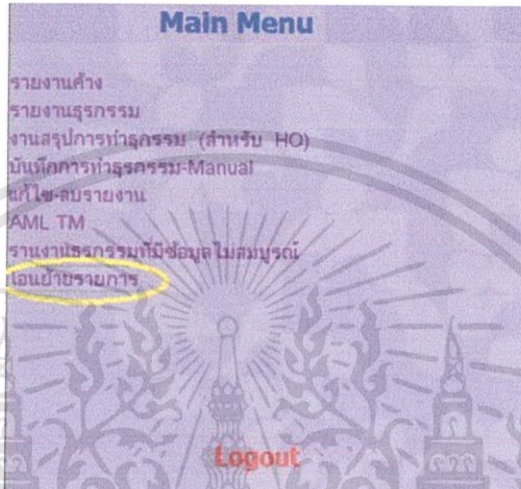 Main Menu
รายงานค้าง
รายงานธุรกรรม
งานสรุปการทำธุกรรม (สำหรับ HO)
บันทึกการทำธุรกรรม-Manual
แก้ไข-ลบรายงาน
AML TM
รานงานธรกรรมที่มีข้อมูลไม่สมบูรณ์
โอนย้ายรายการ
Logout